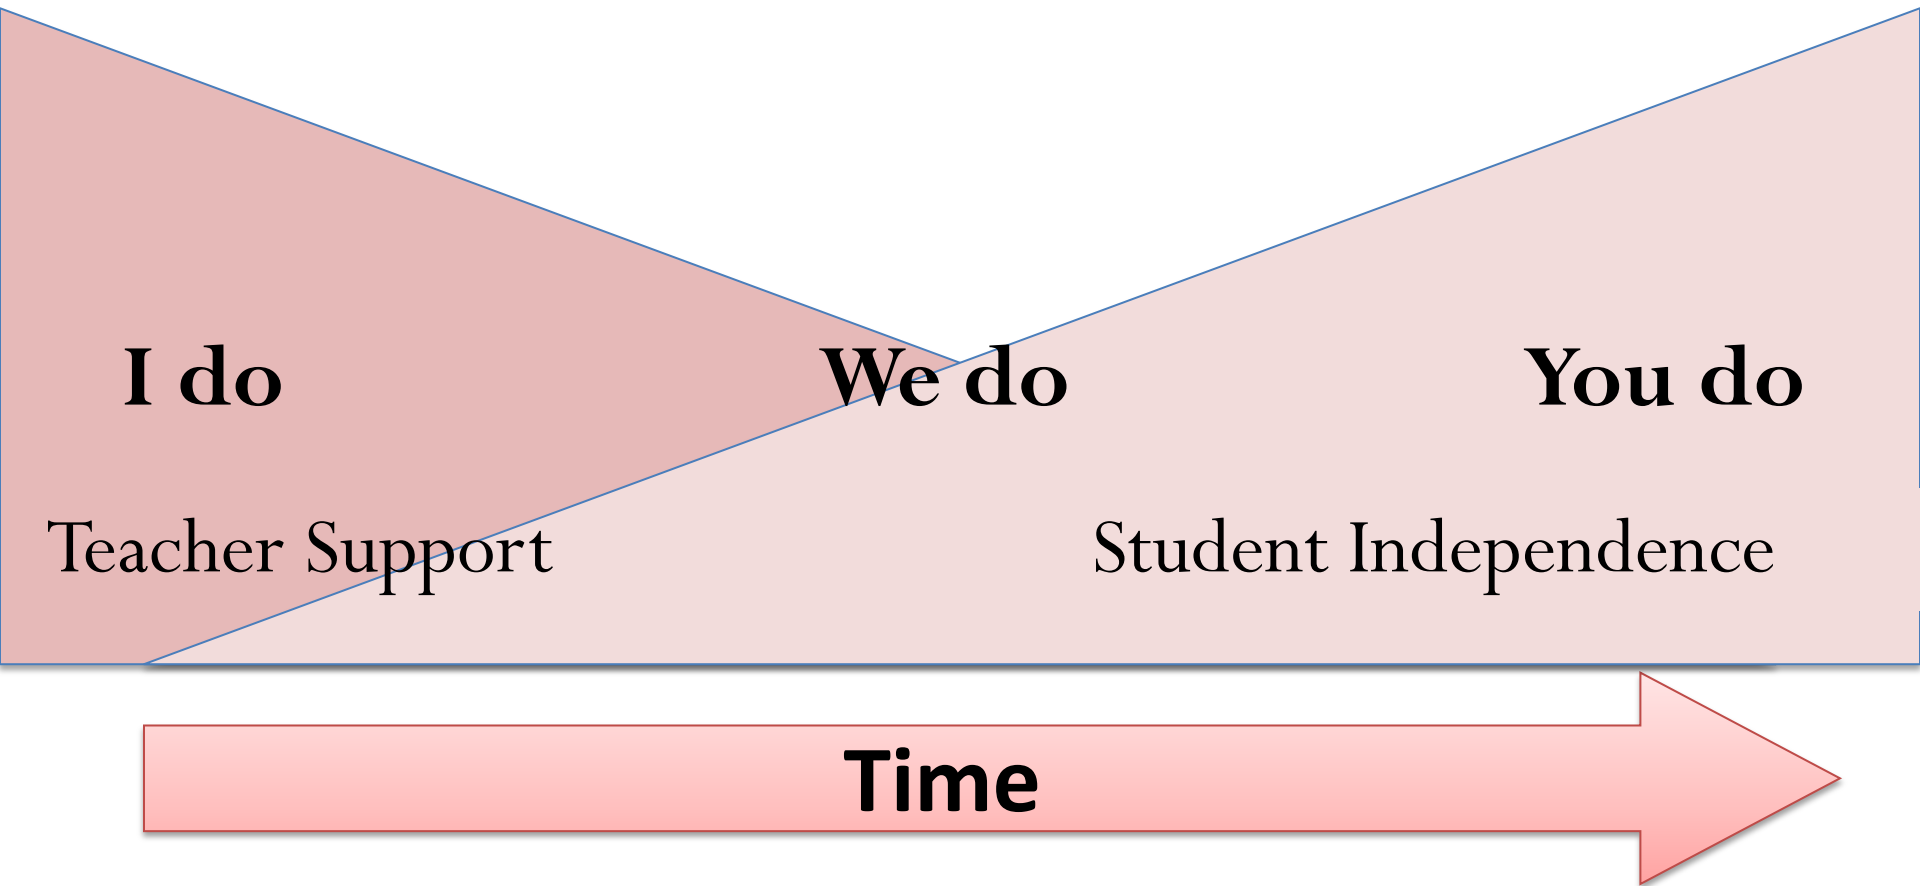 I do
We do
You do
Teacher Support
Student Independence
Time